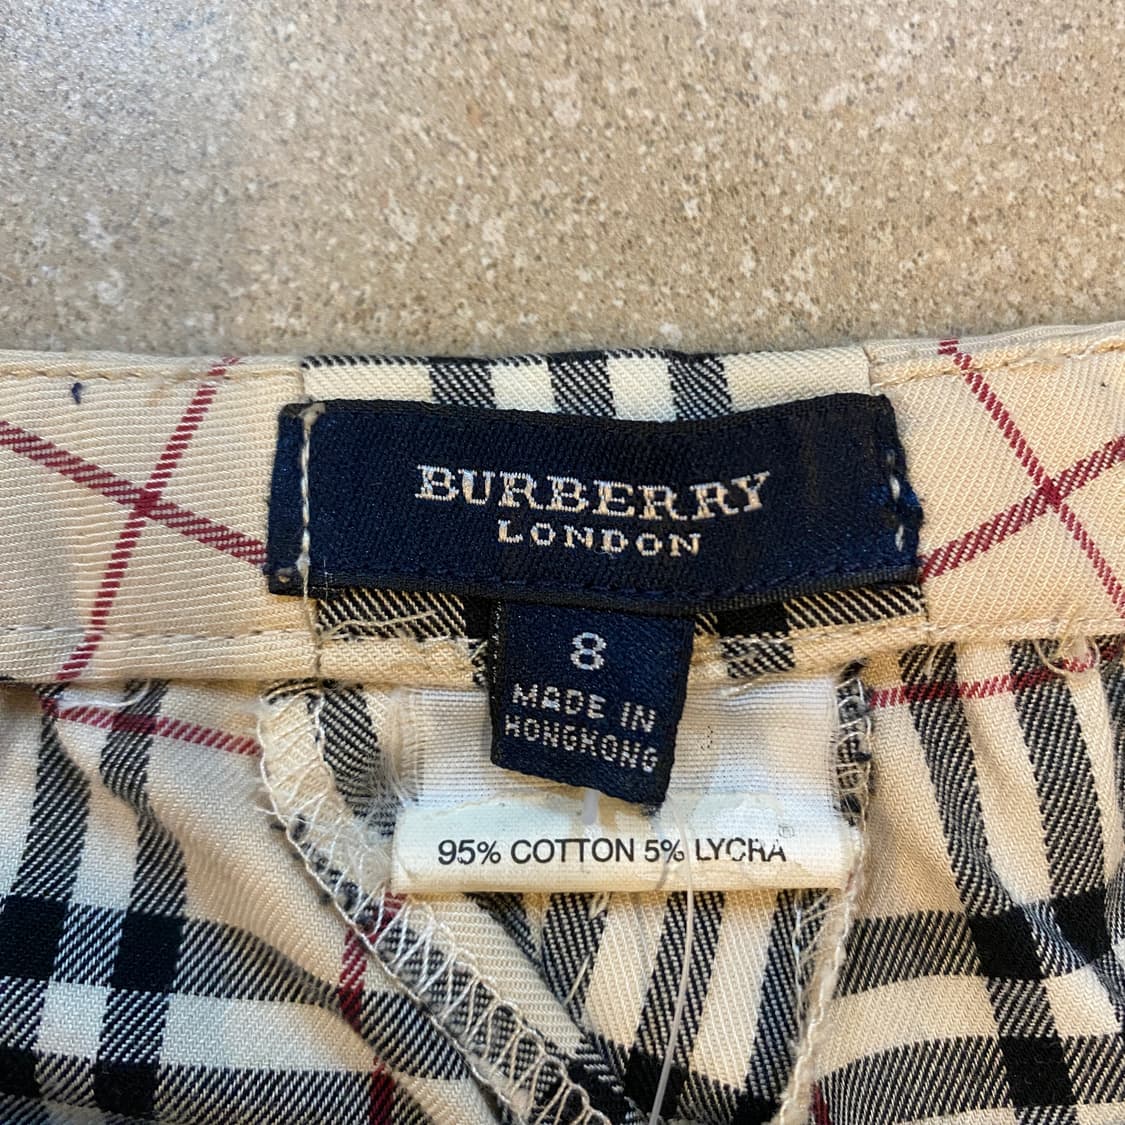 BURBERRY
LONDON
8
MADE IN
HONGKONG
95% COTTON 5% LYCRA®